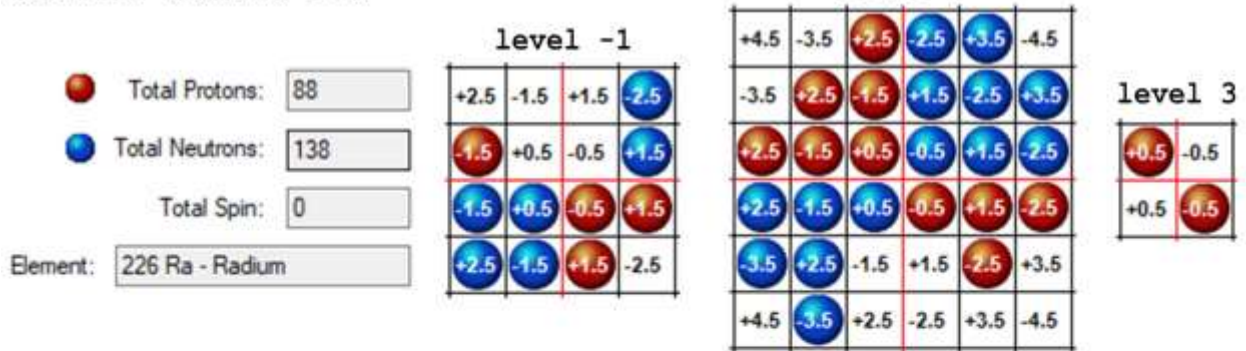 Total Protons: 88
Total Neutrons: 138
Total Spin: 0
Element: 226 Ra - Radium
level -1
+2.5 -1.5 +1.5 -2.5
-1.5 +0.5 -0.5 +1.5
-1.5 +0.5 -0.5 +1.5
+2.5 -1.5 +1.5 -2.5
+4.5 -3.5 +2.5 -2.5 +3.5 -4.5
-3.5 +2.5 -1.5 +1.5 -2.5 +3.5
+2.5 -1.5 +0.5 -0.5 +1.5 -2.5
+2.5 -1.5 +0.5 -0.5 +1.5 -2.5
-3.5 +2.5 -1.5 +1.5 -2.5 +3.5
+4.5 -3.5 +2.5 -2.5 +3.5 -4.5
level 3
+0.5 -0.5
+0.5 -0.5